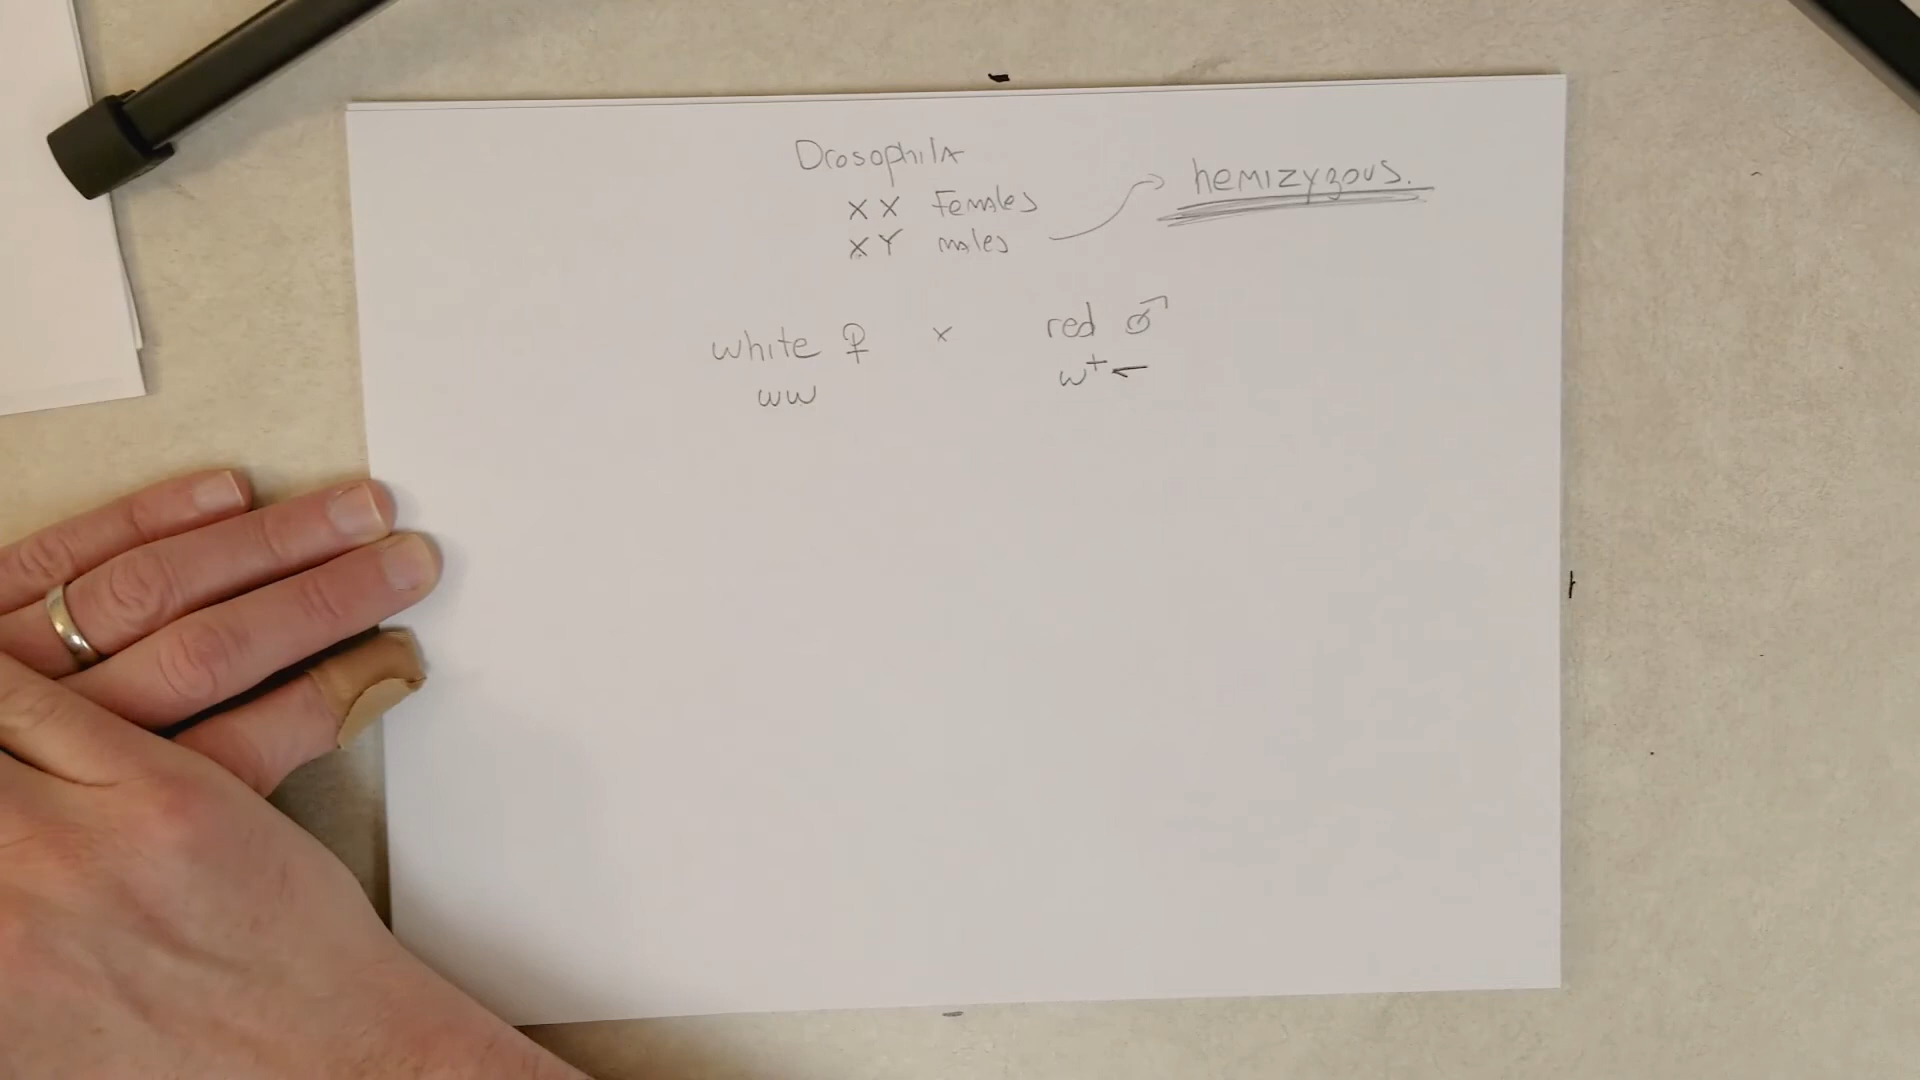 DrosophilA
XX Females
XY males
hemizygous.
white ♀ x red ♂
ww w⁺←